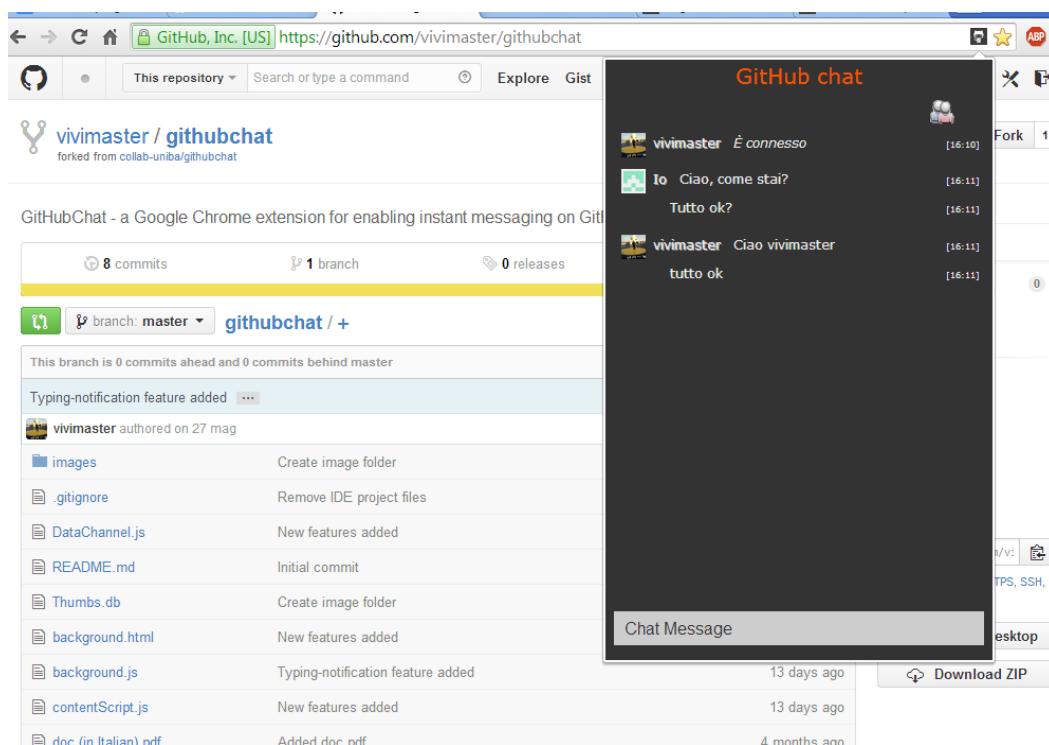 GitHub, Inc. [US] https://github.com/vivimaster/githubchat
ABP
This repository Search or type a command Explore Gist
vivimaster / githubchat
forked from collab-uniba/githubchat
Fork 1
GitHubChat - a Google Chrome extension for enabling instant messaging on
8 commits 1 branch 0 releases
0
branch: master githubchat / +
This branch is 0 commits ahead and 0 commits behind master
Typing-notification feature added ...
vivimaster authored on 27 mag
images Create image folder
.gitignore Remove IDE project files
DataChannel.js New features added
README.md Initial commit
Thumbs.db Create image folder
background.html New features added
background.js Typing-notification feature added 13 days ago
contentScript.js New features added 13 days ago
doc (in Italian).pdf Added doc pdf 4 months ago
GitHub chat
vivimaster È connesso [16:10]
Io Ciao, come stai? [16:11]
Tutto ok? [16:11]
vivimaster Ciao vivimaster [16:11]
tutto ok [16:11]
Chat Message
TPS, SSH,
esktop
Download ZIP